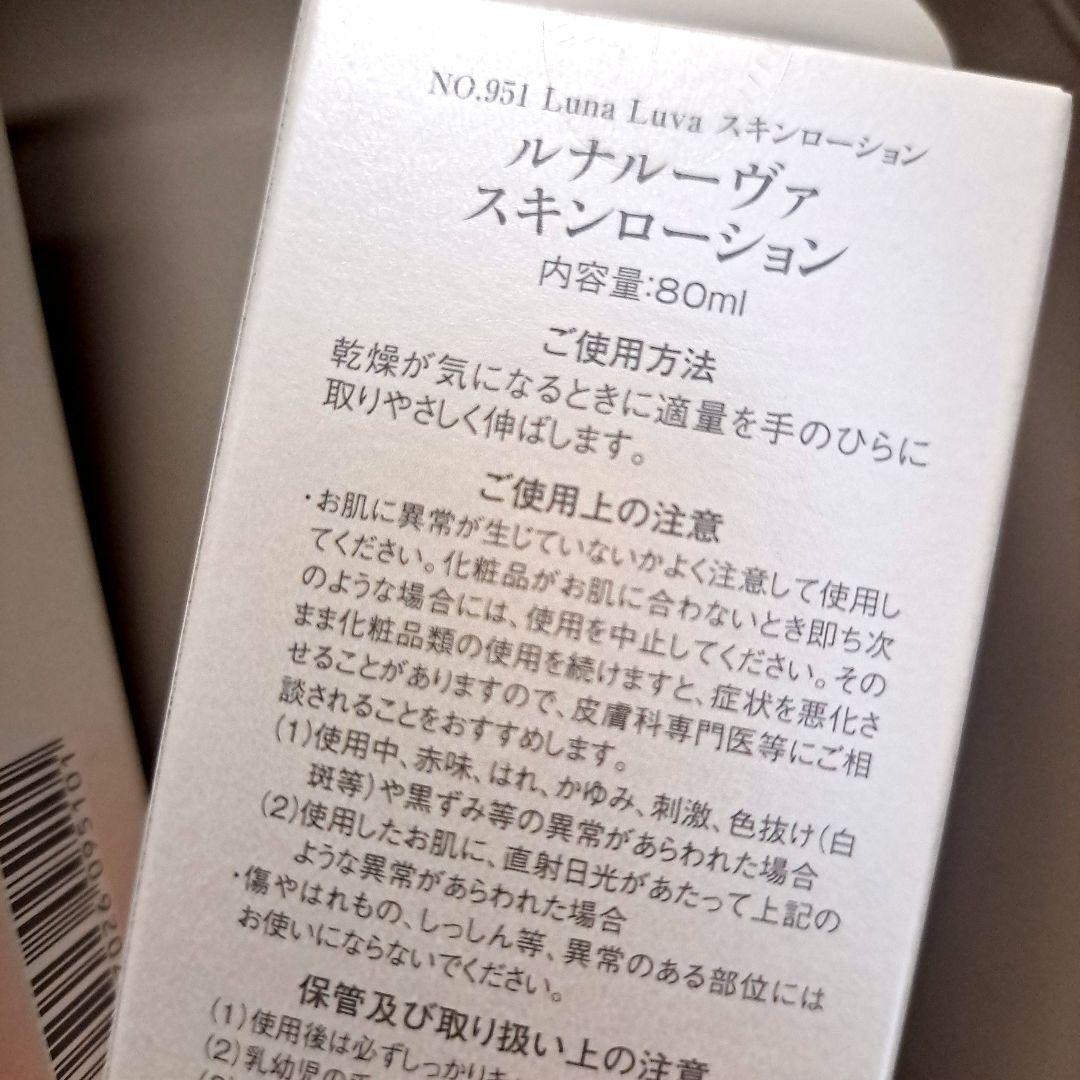 NO.951 Luna Luva スキンローション
ルナルーヴァ
スキンローション
内容量:80ml
ご使用方法
乾燥が気になるときに適量を手のひらに
取りやさしく伸ばします。
ご使用上の注意
・お肌に異常が生じていないかよく注意して使用し
てください。化粧品がお肌に合わないとき即ち次
のような場合には、使用を中止してください。その
まま化粧品類の使用を続けますと、症状を悪化さ
せることがありますので、皮膚科専門医等にご相
談されることをおすすめします。
(1)使用中、赤味、はれ、かゆみ、刺激、色抜け(白
斑等)や黒ずみ等の異常があらわれた場合
(2)使用したお肌に、直射日光があたって上記の
ような異常があらわれた場合
・傷やはれもの、しっしん等、異常のある部位には
お使いにならないでください。
保管及び取り扱い上の注意
(1)使用後は必ずしっかり
(2)乳幼児の